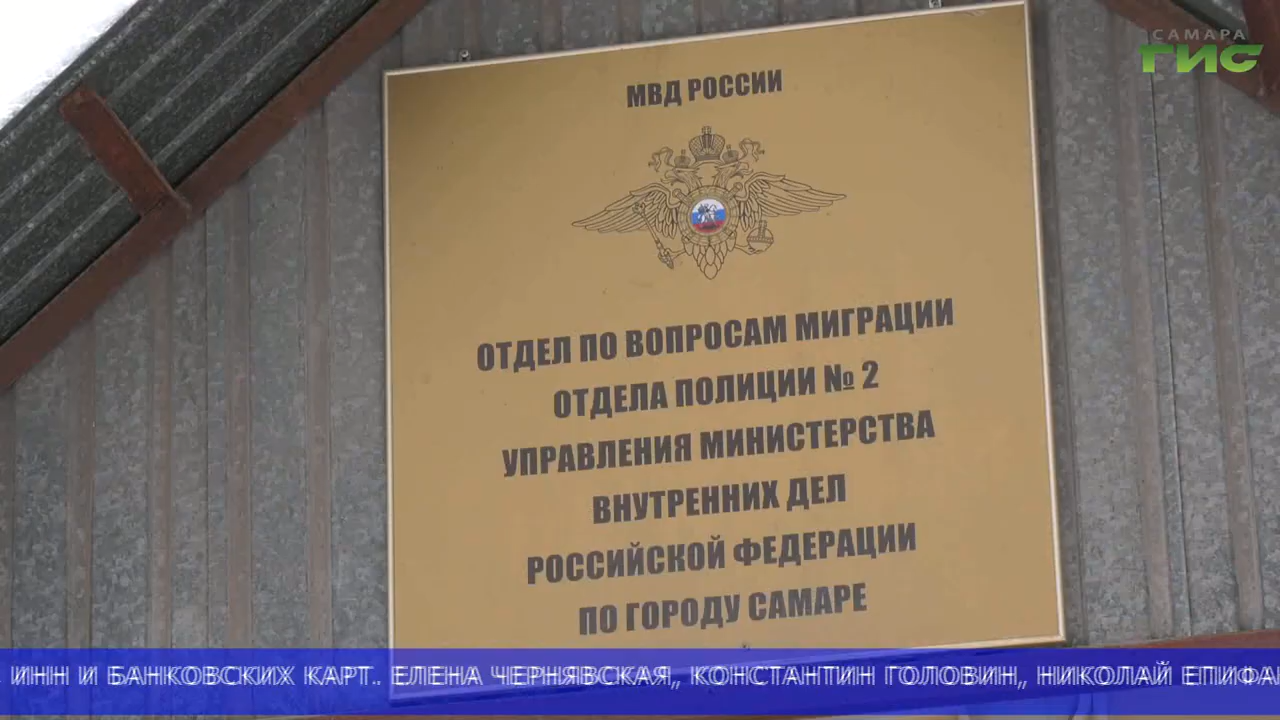 САМАРА
ГИС
МВД РОССИИ
ОТДЕЛ ПО ВОПРОСАМ МИГРАЦИИ
ОТДЕЛА ПОЛИЦИИ № 2
УПРАВЛЕНИЯ МИНИСТЕРСТВА
ВНУТРЕННИХ ДЕЛ
РОССИЙСКОЙ ФЕДЕРАЦИИ
ПО ГОРОДУ САМАРЕ
ИНН И БАНКОВСКИХ КАРТ.. ЕЛЕНА ЧЕРНЯВСКАЯ,, КОНСТАНТИН ГОЛОВИН,, НИКОЛАЙ ЕПИФА